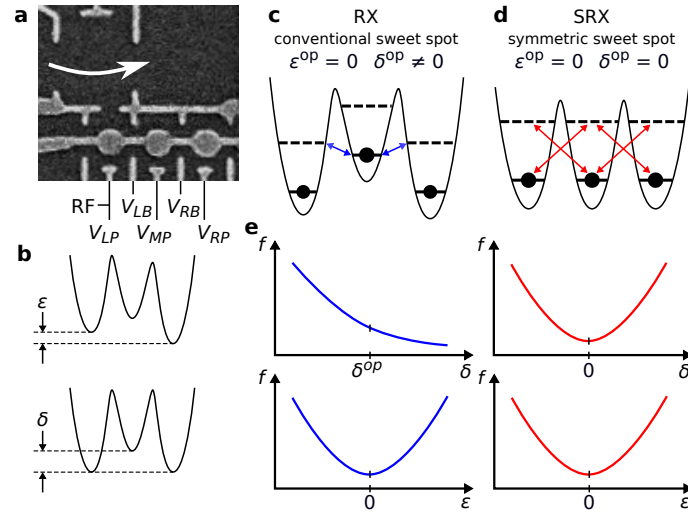 a
RF
V_LP
V_LB
V_MP
V_RB
V_RP
b
ε
δ
c
RX
conventional sweet spot
ε^op = 0 δ^op ≠ 0
d
SRX
symmetric sweet spot
ε^op = 0 δ^op = 0
e
f
δ^op
δ
f
0
δ
f
0
ε
f
0
ε